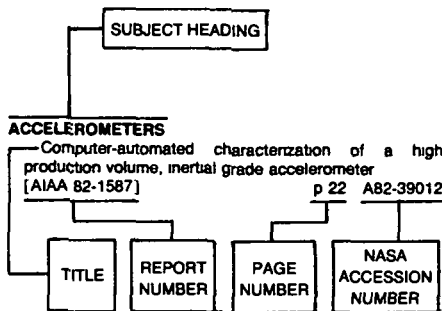 SUBJECT HEADING
ACCELEROMETERS
Computer-automated characterization of a high
production volume, inertial grade accelerometer
[AIAA 82-1587] p 22 A82-39012
TITLE
REPORT
NUMBER
PAGE
NUMBER
NASA
ACCESSION
NUMBER